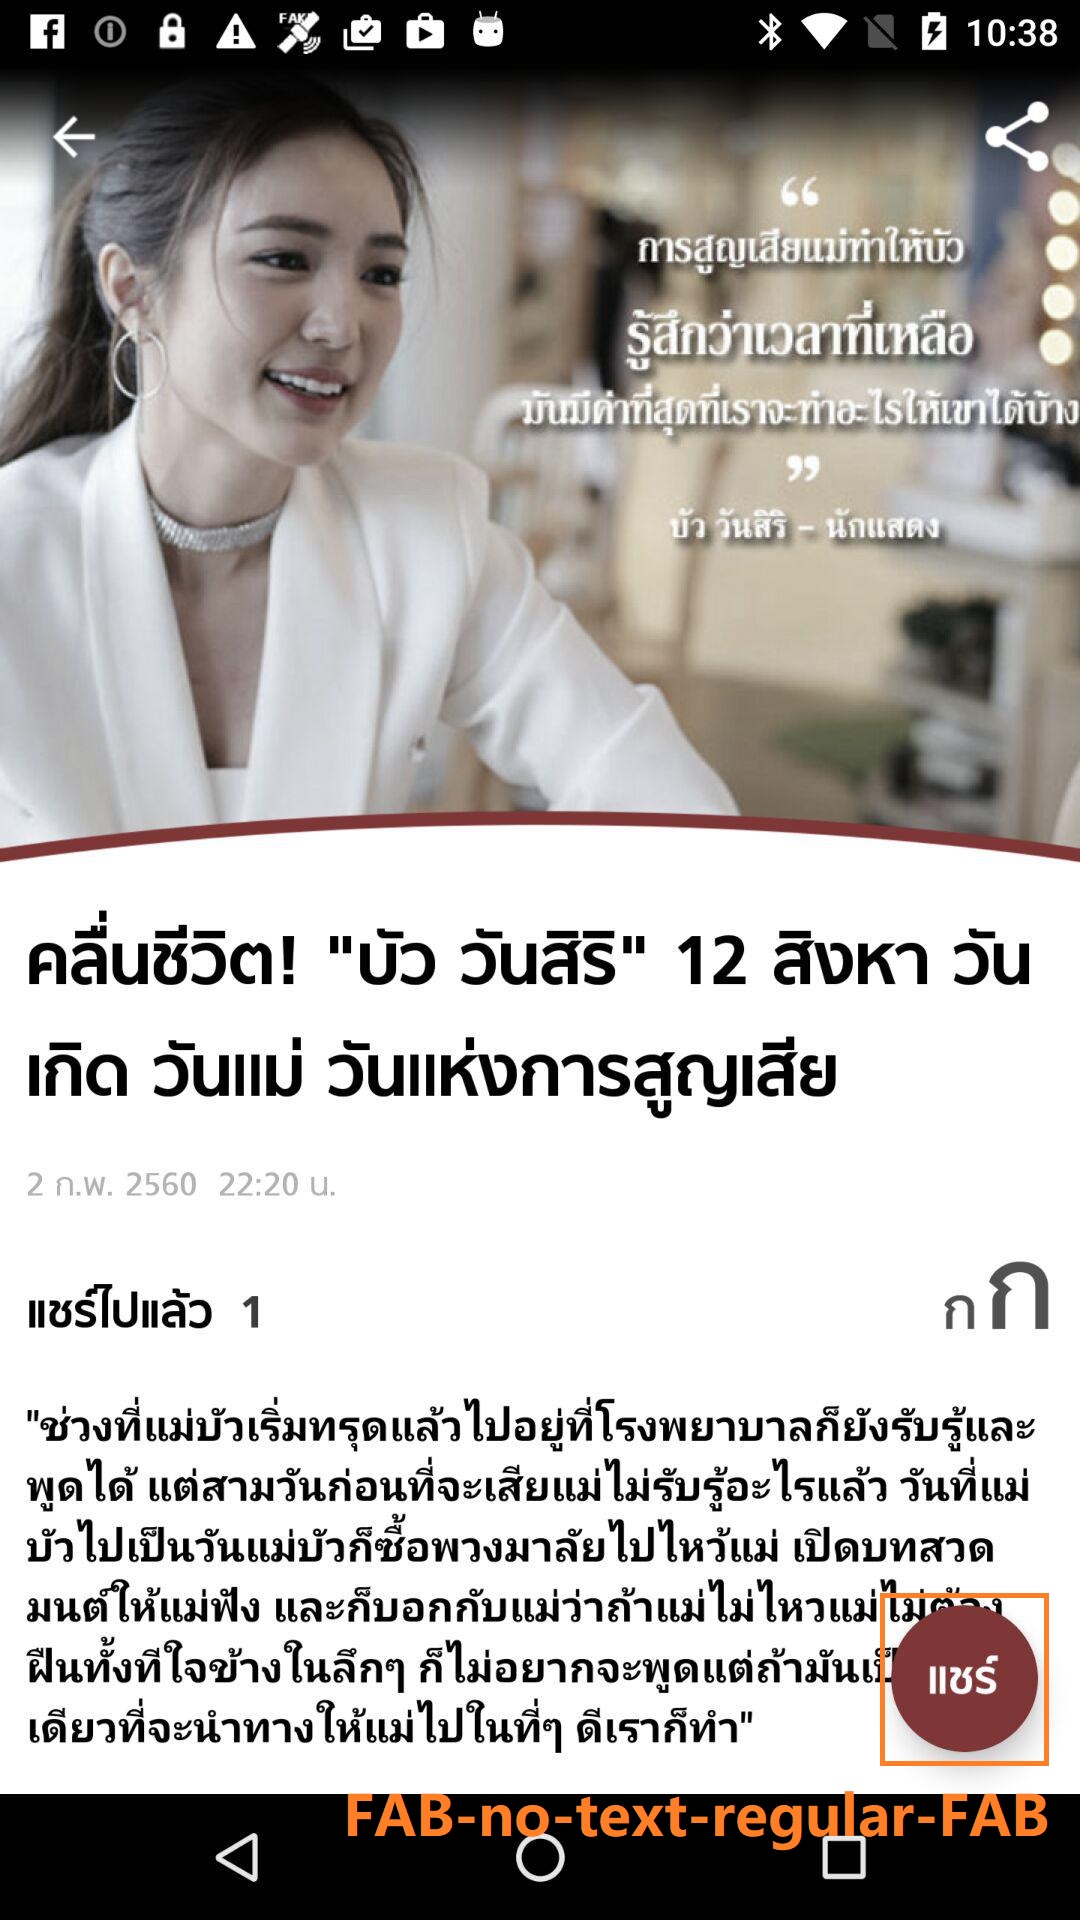 FAKE
10:38
“
การสูญเสียแม่ทำให้บัว
รู้สึกว่าเวลาที่เหลือ
มันมีค่าที่สุดที่เราจะทำอะไรให้เขาได้บ้าง
”
บัว วันสิริ – นักแสดง
คลื่นชีวิต! "บัว วันสิริ" 12 สิงหา วัน
เกิด วันแม่ วันแห่งการสูญเสีย
2 ก.พ. 2560 22:20 น.
แชร์ไปแล้ว 1
ก ก
"ช่วงที่แม่บัวเริ่มทรุดแล้วไปอยู่ที่โรงพยาบาลก็ยังรับรู้และ
พูดได้ แต่สามวันก่อนที่จะเสียแม่ไม่รับรู้อะไรแล้ว วันที่แม่
บัวไปเป็นวันแม่บัวก็ซื้อพวงมาลัยไปไหว้แม่ เปิดบทสวด
มนต์ให้แม่ฟัง และก็บอกกับแม่ว่าถ้าแม่ไม่ไหวแม่ไม่ต้อง
ฝืนทั้งทีใจข้างในลึกๆ ก็ไม่อยากจะพูดแต่ถ้ามัน
แชร์
เดียวที่จะนำทางให้แม่ไปในที่ๆ ดีเราก็ทำ"
FAB-no-text-regular-FAB